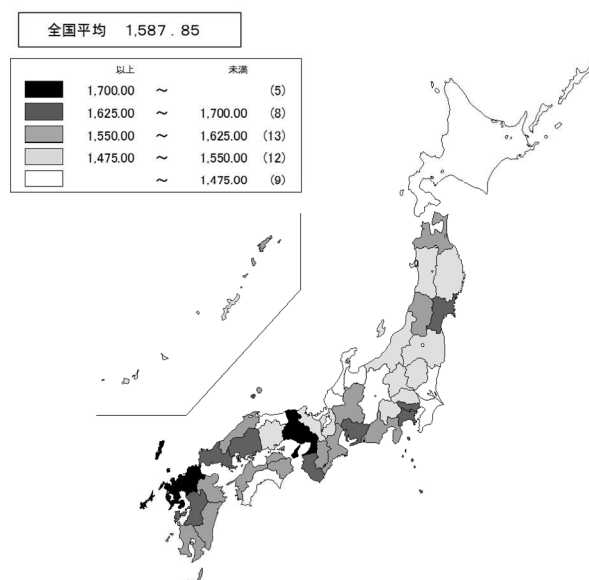 全国平均 1,587.85
以上 未満
1,700.00 ～ (5)
1,625.00 ～ 1,700.00 (8)
1,550.00 ～ 1,625.00 (13)
1,475.00 ～ 1,550.00 (12)
～ 1,475.00 (9)